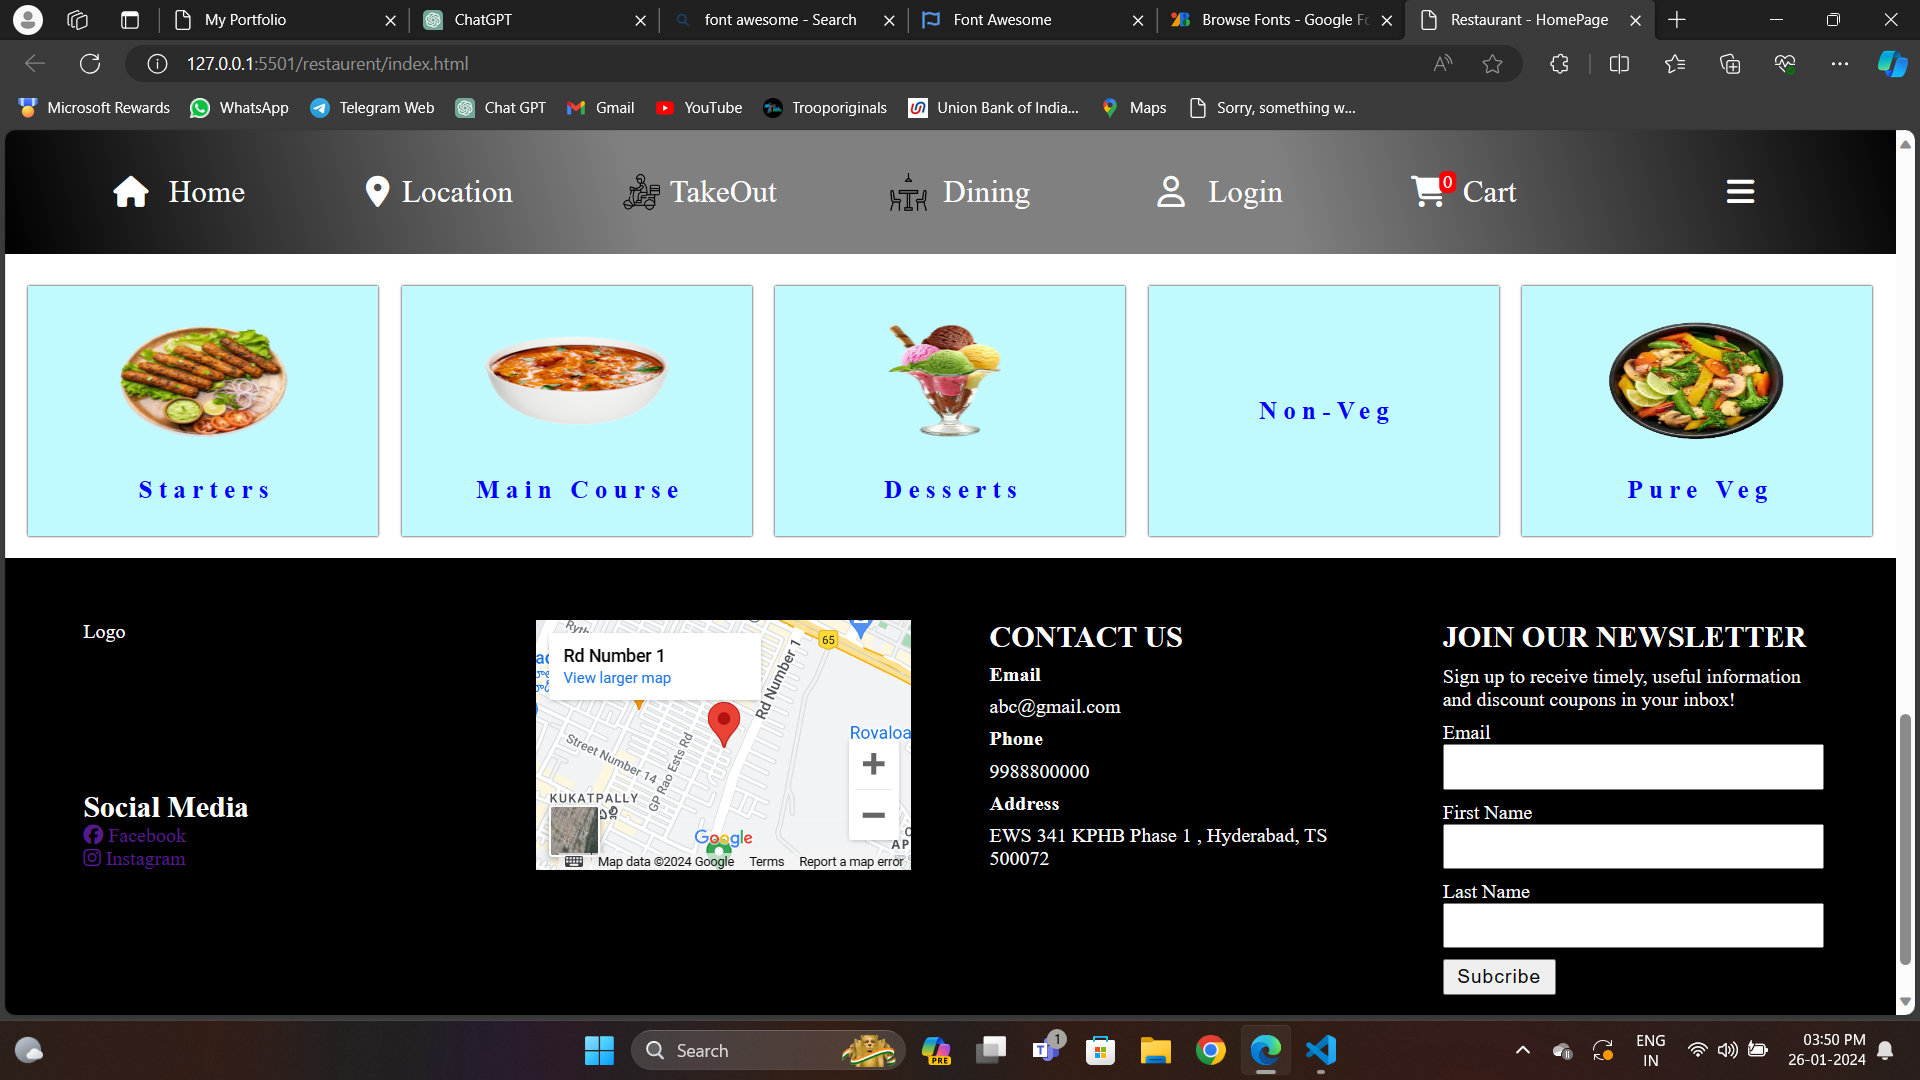 My Portfolio
ChatGPT
font awesome - Search
Font Awesome
Browse Fonts - Google Fo
Restaurant - HomePage
127.0.0.1:5501/restaurent/index.html
Microsoft Rewards
WhatsApp
Telegram Web
Chat GPT
Gmail
YouTube
Trooporiginals
Union Bank of India...
Maps
Sorry, something w...
Home
Location
TakeOut
Dining
Login
0
Cart
Starters
Main Course
Desserts
Non-Veg
Pure Veg
Logo
Social Media
Facebook
Instagram
Rd Number 1
View larger map
65
Rd Number 1
Rovaloa
Street Number 14
GP Rao Ests Rd
KUKATPALLY
Google
AP
Map data ©2024 Google
Terms
Report a map error
CONTACT US
Email
abc@gmail.com
Phone
9988800000
Address
EWS 341 KPHB Phase 1 , Hyderabad, TS
500072
JOIN OUR NEWSLETTER
Sign up to receive timely, useful information
and discount coupons in your inbox!
Email
First Name
Last Name
Subcribe
Search
PRE
1
ENG
IN
03:50 PM
26-01-2024